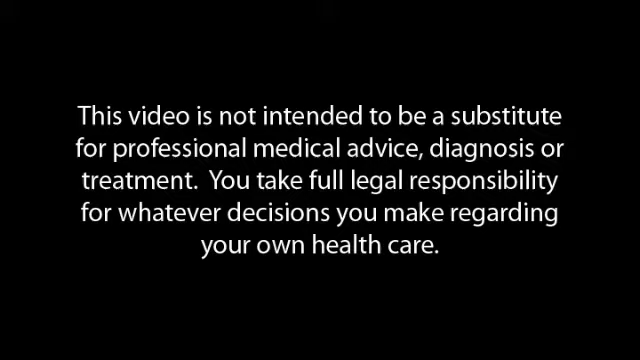 This video is not intended to be a substitute
for professional medical advice, diagnosis or
treatment.  You take full legal responsibility
for whatever decisions you make regarding
your own health care.